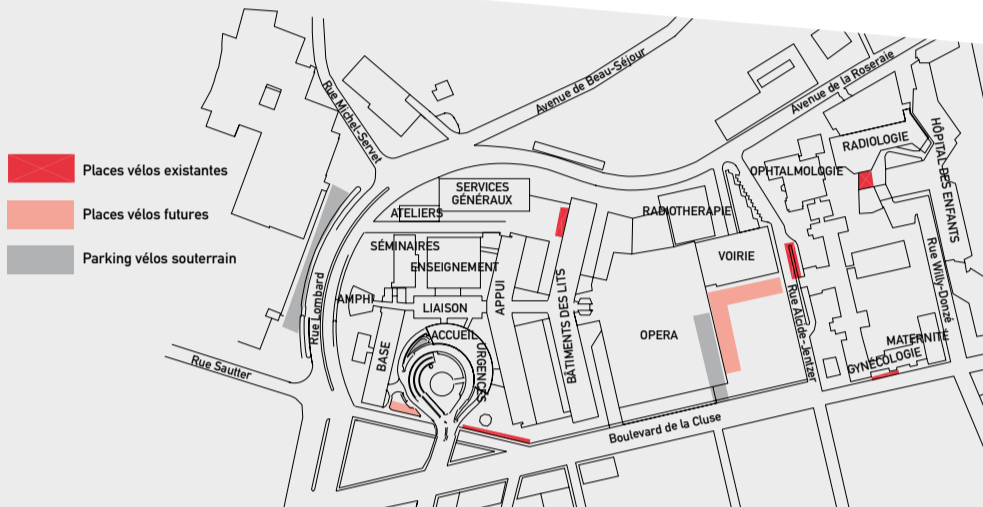 Places vélos existantes
Places vélos futures
Parking vélos souterrain
Rue Michel-Servet
Avenue de Beau-Séjour
Avenue de la Roseraie
RADIOLOGIE
HÔPITAL DES ENFANTS
OPHTALMOLOGIE
SERVICES
GÉNÉRAUX
ATELIERS
RADIOTHERAPIE
SÉMINAIRES
ENSEIGNEMENT
VOIRIE
AMPHI
LIAISON
APPUI
BÂTIMENTS DES LITS
Rue Lombard
ACCUEIL
URGENCES
BASE
OPERA
Rue Alcide-Jentzer
Rue Willy-Donzé
MATERNITÉ
GYNÉCOLOGIE
Rue Sautter
Boulevard de la Cluse